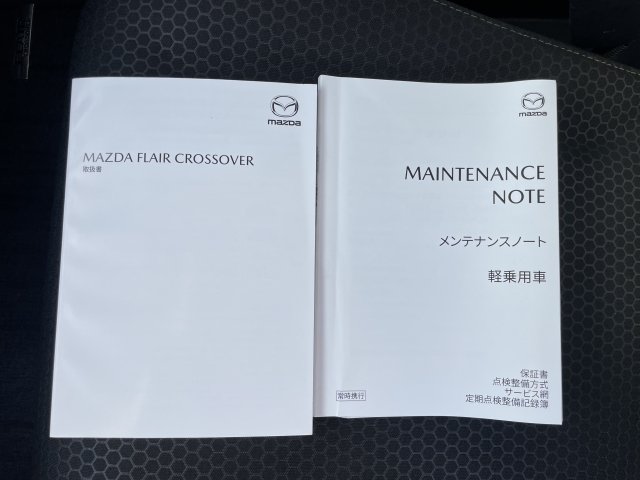 mazda
MAZDA FLAIR CROSSOVER
取扱書
mazda
MAINTENANCE
NOTE
メンテナンスノート
軽乗用車
保証書
点検整備方式
サービス網
定期点検整備記録簿
常時携行